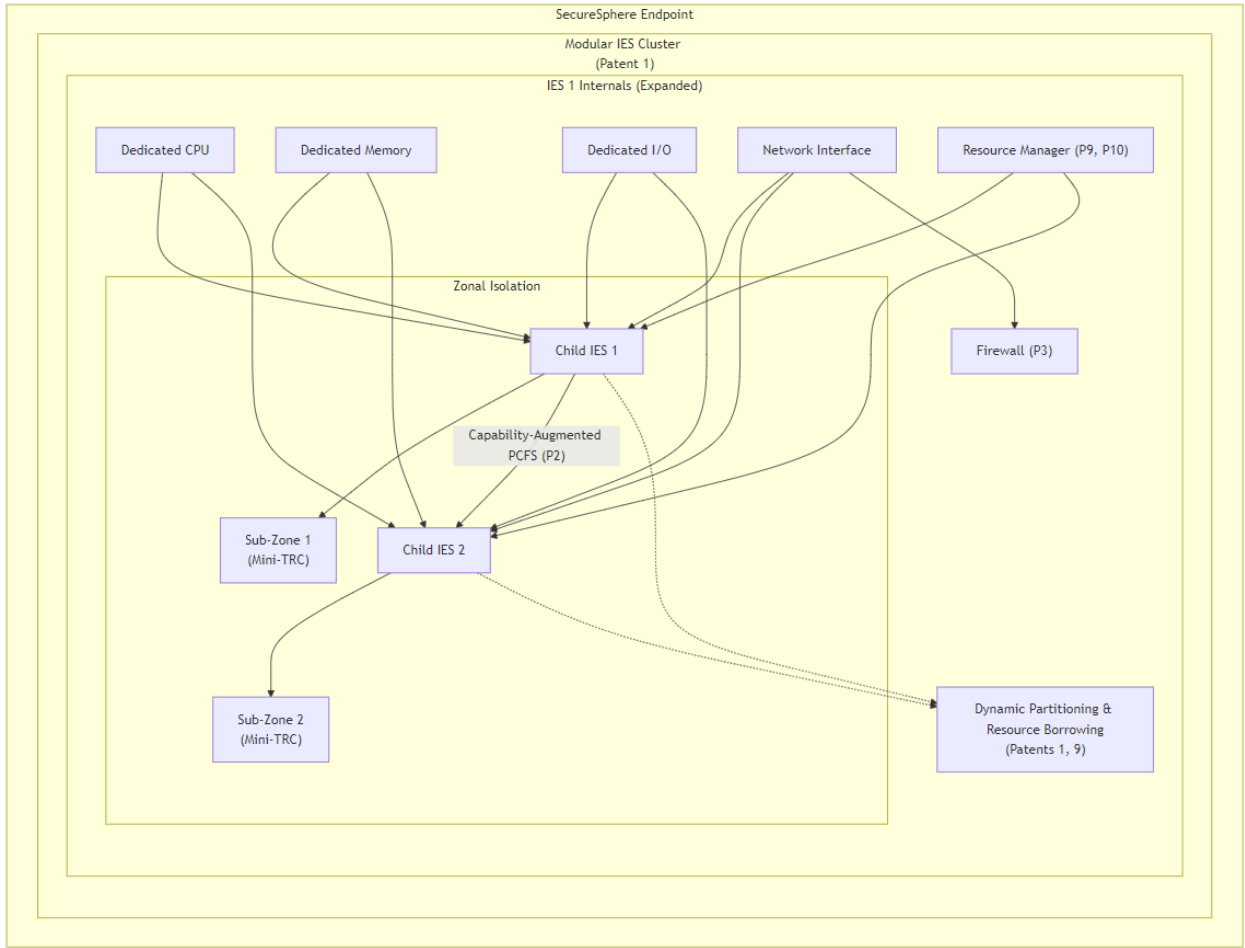 SecureSphere Endpoint
Modular IES Cluster
(Patent 1)
IES 1 Internals (Expanded)
Dedicated CPU
Dedicated Memory
Dedicated I/O
Network Interface
Resource Manager (P9, P10)
Zonal Isolation
Child IES 1
Firewall (P3)
Capability-Augmented
PCFS (P2)
Sub-Zone 1
(Mini-TRC)
Child IES 2
Sub-Zone 2
(Mini-TRC)
Dynamic Partitioning &
Resource Borrowing
(Patents 1, 9)